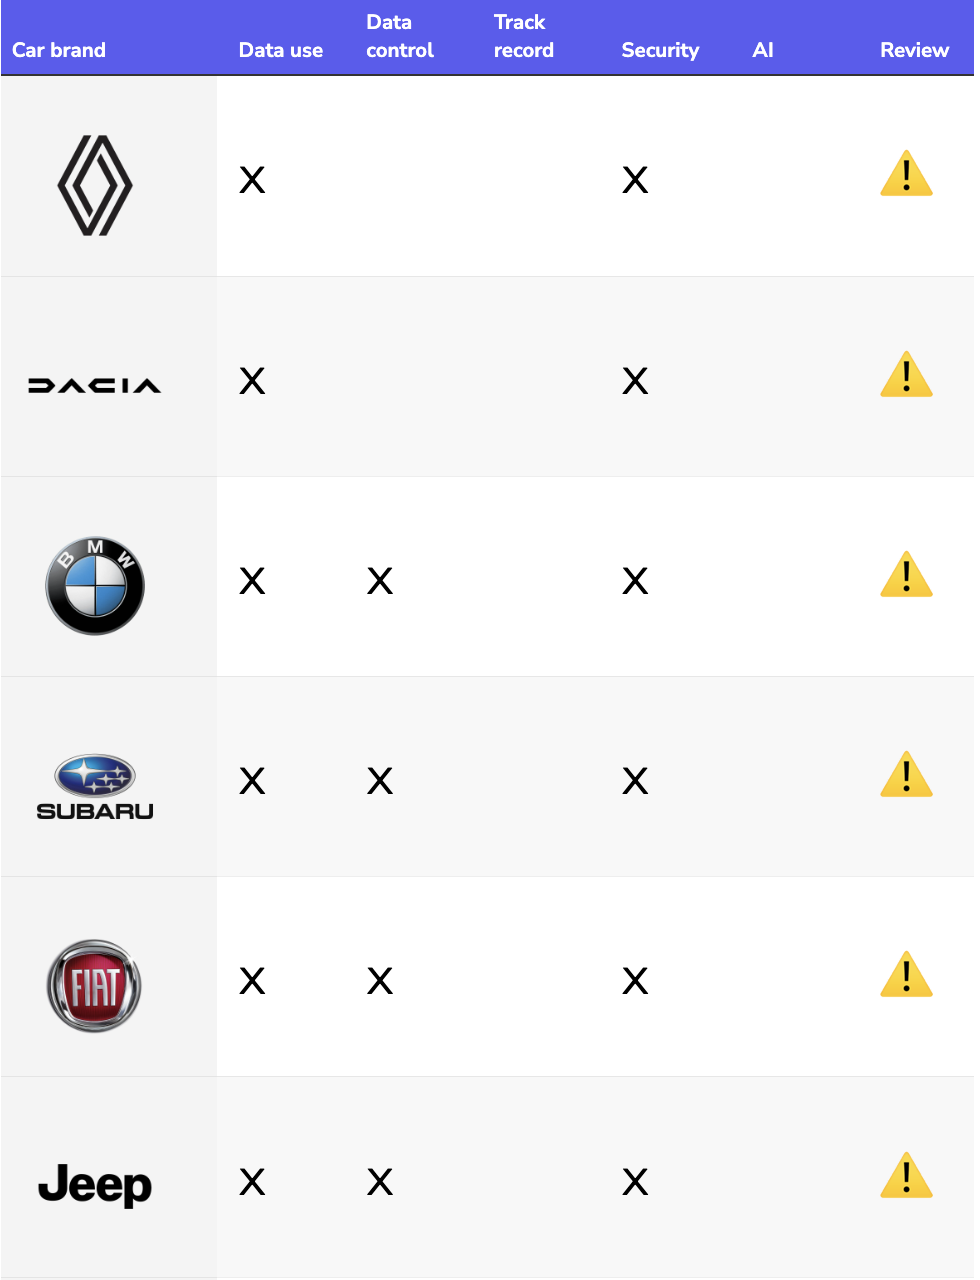 Data Track
Car brand Data use control record Security AI Review
X X
DACIA X X
BMW X X X
SUBARU X X X
FIAT X X X
Jeep X X X